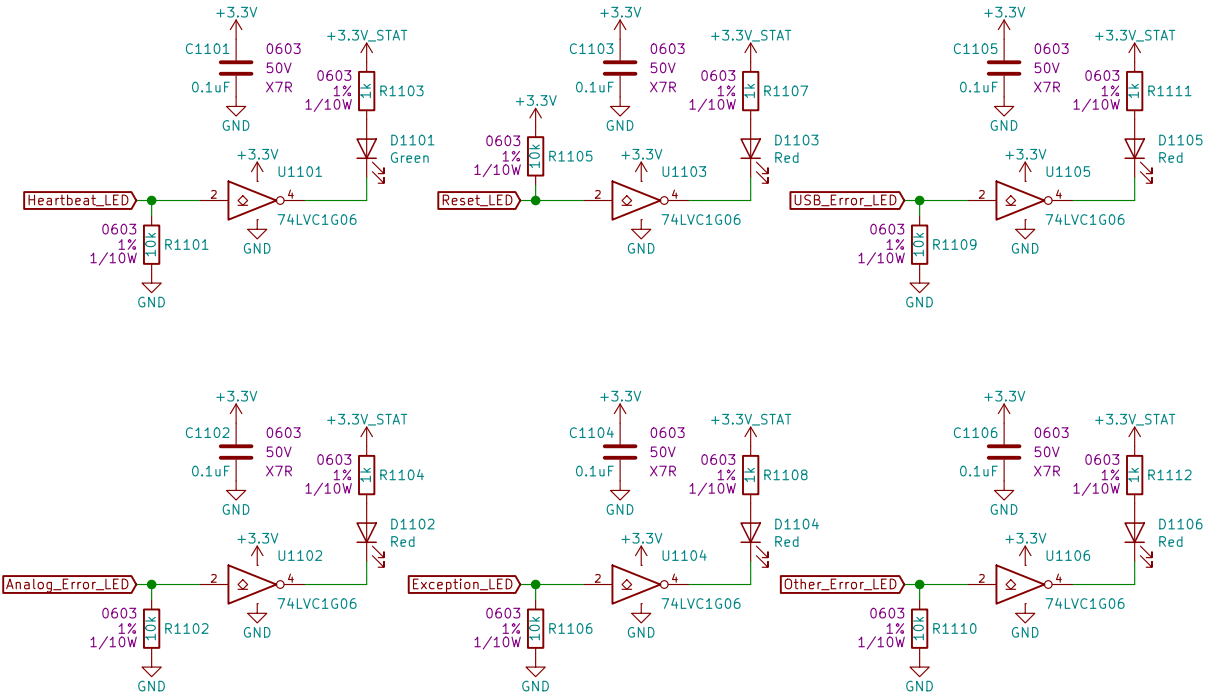 +3.3V
C1101
0.1uF
0603
50V
X7R
GND
+3.3V_STAT
0603
1%
1/10W
1k
R1103
D1101
Green
+3.3V
U1101
Heartbeat_LED
2
4
74LVC1G06
GND
0603
1%
1/10W
10k
R1101
GND
+3.3V
C1103
0.1uF
0603
50V
X7R
GND
+3.3V_STAT
0603
1%
1/10W
1k
R1107
D1103
Red
+3.3V
0603
1%
1/10W
10k
R1105
+3.3V
U1103
Reset_LED
2
4
74LVC1G06
GND
+3.3V
C1105
0.1uF
0603
50V
X7R
GND
+3.3V_STAT
0603
1%
1/10W
1k
R1111
D1105
Red
+3.3V
U1105
USB_Error_LED
2
4
74LVC1G06
GND
0603
1%
1/10W
10k
R1109
GND
+3.3V
C1102
0.1uF
0603
50V
X7R
GND
+3.3V_STAT
0603
1%
1/10W
1k
R1104
D1102
Red
+3.3V
U1102
Analog_Error_LED
2
4
74LVC1G06
GND
0603
1%
1/10W
10k
R1102
GND
+3.3V
C1104
0.1uF
0603
50V
X7R
GND
+3.3V_STAT
0603
1%
1/10W
1k
R1108
D1104
Red
+3.3V
U1104
Exception_LED
2
4
74LVC1G06
GND
0603
1%
1/10W
10k
R1106
GND
+3.3V
C1106
0.1uF
0603
50V
X7R
GND
+3.3V_STAT
0603
1%
1/10W
1k
R1112
D1106
Red
+3.3V
U1106
Other_Error_LED
2
4
74LVC1G06
GND
0603
1%
1/10W
10k
R1110
GND